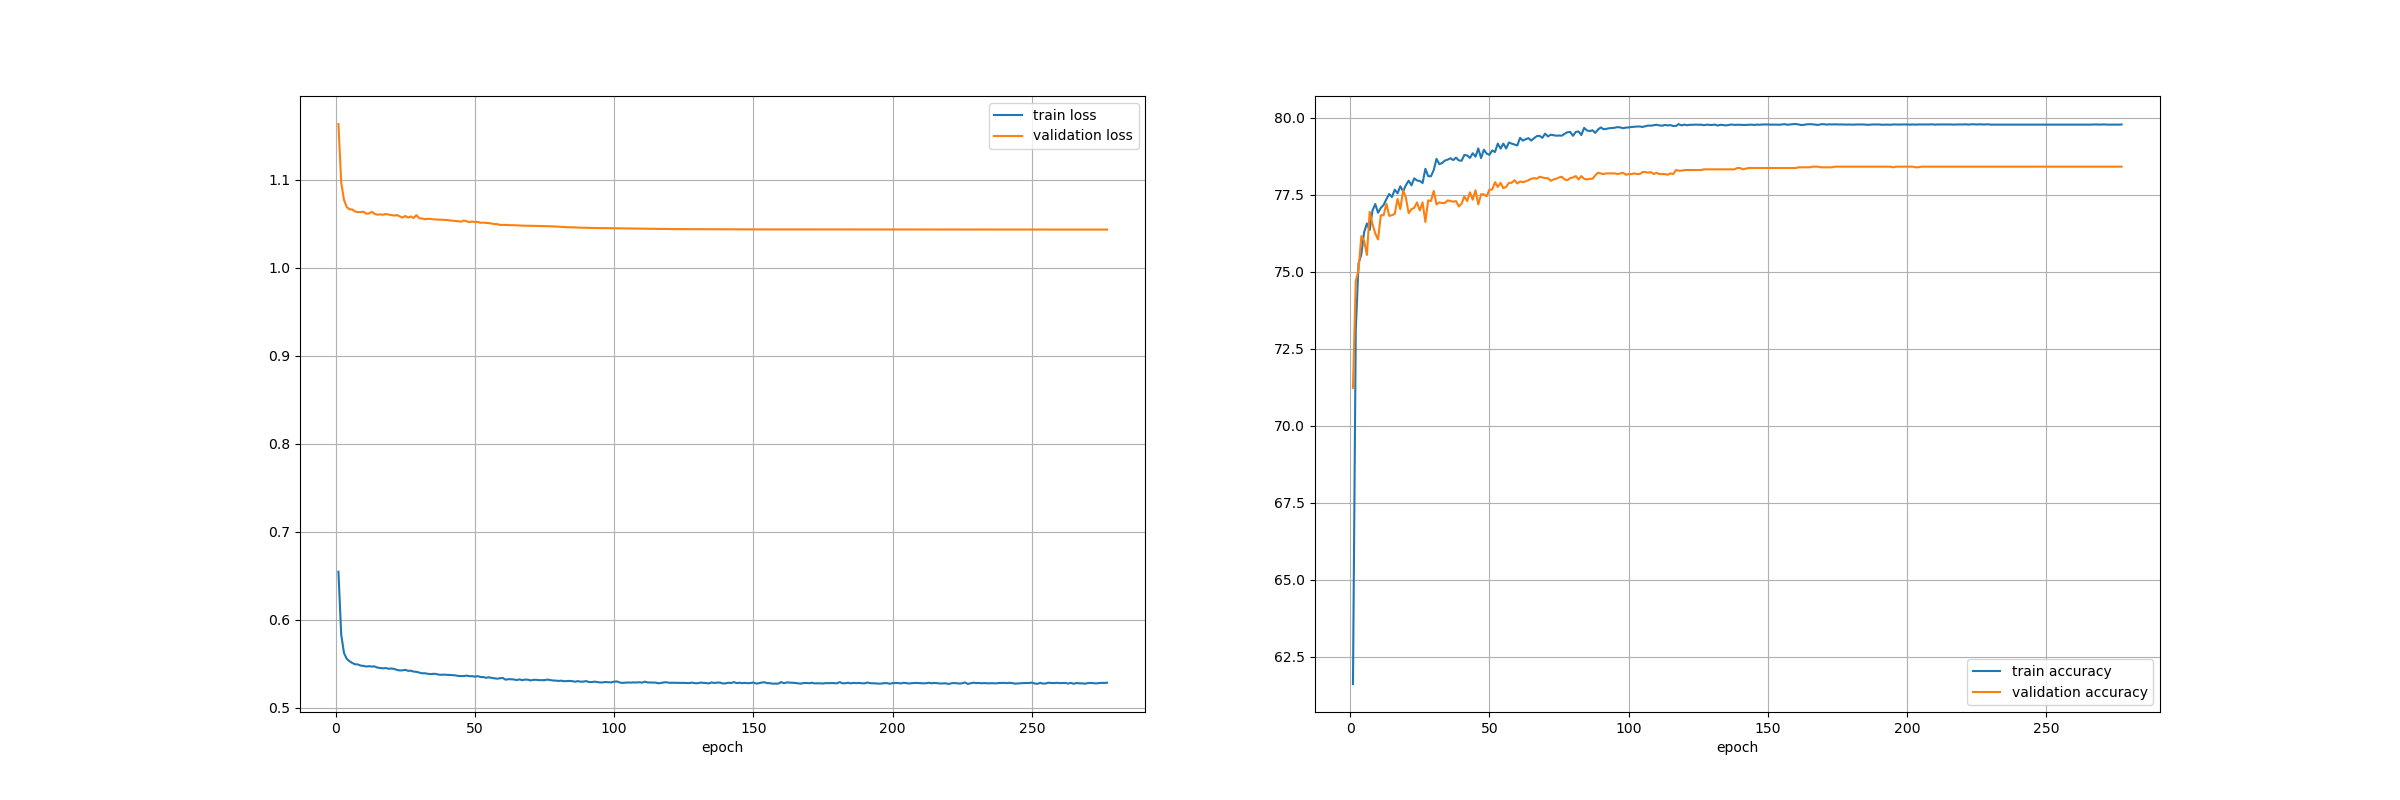 train loss
validation loss
1.1
1.0
0.9
0.8
0.7
0.6
0.5
0 50 100 150 200 250
epoch
80.0
77.5
75.0
72.5
70.0
67.5
65.0
62.5
train accuracy
validation accuracy
0 50 100 150 200 250
epoch